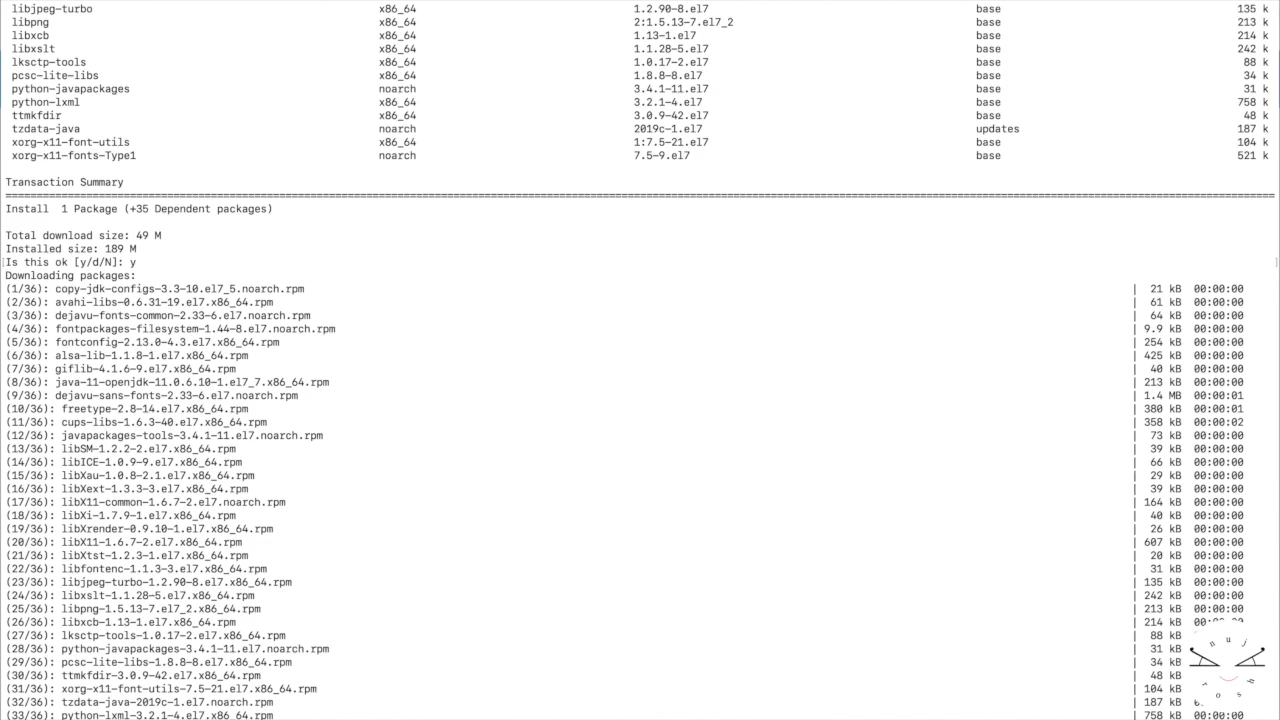 libjpeg-turbo x86_64 1.2.90-8.el7 base 135 k
libpng x86_64 2:1.5.13-7.el7_2 base 213 k
libxcb x86_64 1.13-1.el7 base 214 k
libxslt x86_64 1.1.28-5.el7 base 242 k
lksctp-tools x86_64 1.0.17-2.el7 base 88 k
pcsc-lite-libs x86_64 1.8.8-8.el7 base 34 k
python-javapackages noarch 3.4.1-11.el7 base 31 k
python-lxml x86_64 3.2.1-4.el7 base 758 k
ttmkfdir x86_64 3.0.9-42.el7 base 48 k
tzdata-java noarch 2019c-1.el7 updates 187 k
xorg-x11-font-utils x86_64 1:7.5-21.el7 base 104 k
xorg-x11-fonts-Type1 noarch 7.5-9.el7 base 521 k
Transaction Summary
Install 1 Package (+35 Dependent packages)
Total download size: 49 M
Installed size: 189 M
Is this ok [y/d/N]: y
Downloading packages:
(1/36): copy-jdk-configs-3.3-10.el7_5.noarch.rpm | 21 kB 00:00:00
(2/36): avahi-libs-0.6.31-19.el7.x86_64.rpm | 61 kB 00:00:00
(3/36): dejavu-fonts-common-2.33-6.el7.noarch.rpm | 64 kB 00:00:00
(4/36): fontpackages-filesystem-1.44-8.el7.noarch.rpm | 9.9 kB 00:00:00
(5/36): fontconfig-2.13.0-4.3.el7.x86_64.rpm | 254 kB 00:00:00
(6/36): alsa-lib-1.1.8-1.el7.x86_64.rpm | 425 kB 00:00:00
(7/36): giflib-4.1.6-9.el7.x86_64.rpm | 40 kB 00:00:00
(8/36): java-11-openjdk-11.0.6.10-1.el7_7.x86_64.rpm | 213 kB 00:00:00
(9/36): dejavu-sans-fonts-2.33-6.el7.noarch.rpm | 1.4 MB 00:00:01
(10/36): freetype-2.8-14.el7.x86_64.rpm | 380 kB 00:00:01
(11/36): cups-libs-1.6.3-40.el7.x86_64.rpm | 358 kB 00:00:02
(12/36): javapackages-tools-3.4.1-11.el7.noarch.rpm | 73 kB 00:00:00
(13/36): libSM-1.2.2-2.el7.x86_64.rpm | 39 kB 00:00:00
(14/36): libICE-1.0.9-9.el7.x86_64.rpm | 66 kB 00:00:00
(15/36): libXau-1.0.8-2.1.el7.x86_64.rpm | 29 kB 00:00:00
(16/36): libXext-1.3.3-3.el7.x86_64.rpm | 39 kB 00:00:00
(17/36): libX11-common-1.6.7-2.el7.noarch.rpm | 164 kB 00:00:00
(18/36): libXi-1.7.9-1.el7.x86_64.rpm | 40 kB 00:00:00
(19/36): libXrender-0.9.10-1.el7.x86_64.rpm | 26 kB 00:00:00
(20/36): libX11-1.6.7-2.el7.x86_64.rpm | 607 kB 00:00:00
(21/36): libXtst-1.2.3-1.el7.x86_64.rpm | 20 kB 00:00:00
(22/36): libfontenc-1.1.3-3.el7.x86_64.rpm | 31 kB 00:00:00
(23/36): libjpeg-turbo-1.2.90-8.el7.x86_64.rpm | 135 kB 00:00:00
(24/36): libxslt-1.1.28-5.el7.x86_64.rpm | 242 kB 00:00:00
(25/36): libpng-1.5.13-7.el7_2.x86_64.rpm | 213 kB 00:00:00
(26/36): libxcb-1.13-1.el7.x86_64.rpm | 214 kB
(27/36): lksctp-tools-1.0.17-2.el7.x86_64.rpm | 88 kB
(28/36): python-javapackages-3.4.1-11.el7.noarch.rpm | 31 kB
(29/36): pcsc-lite-libs-1.8.8-8.el7.x86_64.rpm | 34 kB
(30/36): ttmkfdir-3.0.9-42.el7.x86_64.rpm | 48 kB
(31/36): xorg-x11-font-utils-7.5-21.el7.x86_64.rpm | 104 kB
(32/36): tzdata-java-2019c-1.el7.noarch.rpm | 187 kB
(33/36): python-lxml-3.2.1-4.el7.x86_64.rpm | 758 kB 00:00:00